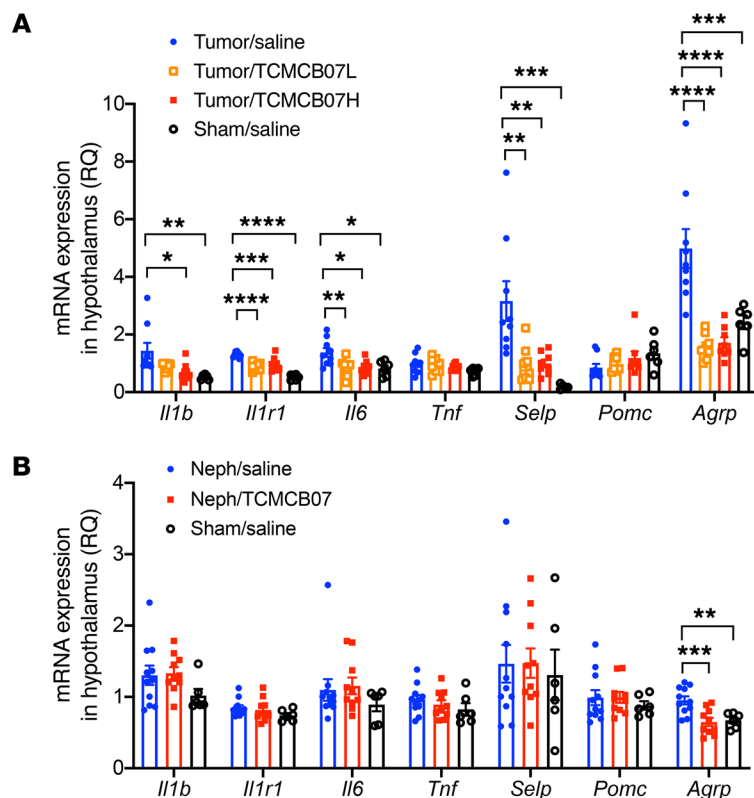 A
Tumor/saline
Tumor/TCMCB07L
Tumor/TCMCB07H
Sham/saline
mRNA expression
in hypothalamus (RQ)
10
8
6
4
2
0
** * **** *** **** * * ** *** ** ** *** **** ****
Il1b Il1r1 Il6 Tnf Selp Pomc Agrp
B
Neph/saline
Neph/TCMCB07
Sham/saline
mRNA expression
in hypothalamus (RQ)
4
3
2
1
0
** ***
Il1b Il1r1 Il6 Tnf Selp Pomc Agrp